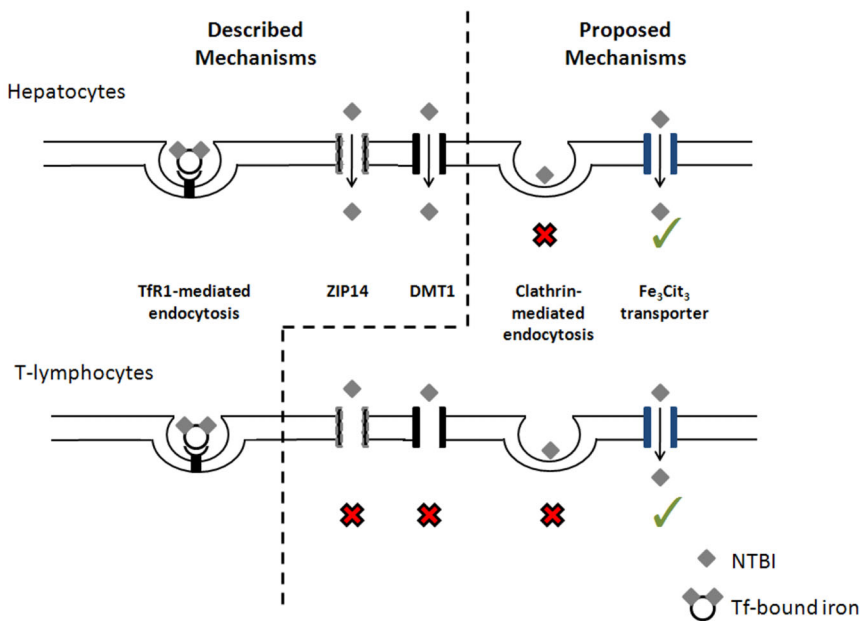 Described
Mechanisms
Proposed
Mechanisms
Hepatocytes
TfR1-mediated
endocytosis
ZIP14
DMT1
Clathrin-
mediated
endocytosis
Fe₃Cit₃
transporter
T-lymphocytes
NTBI
Tf-bound iron